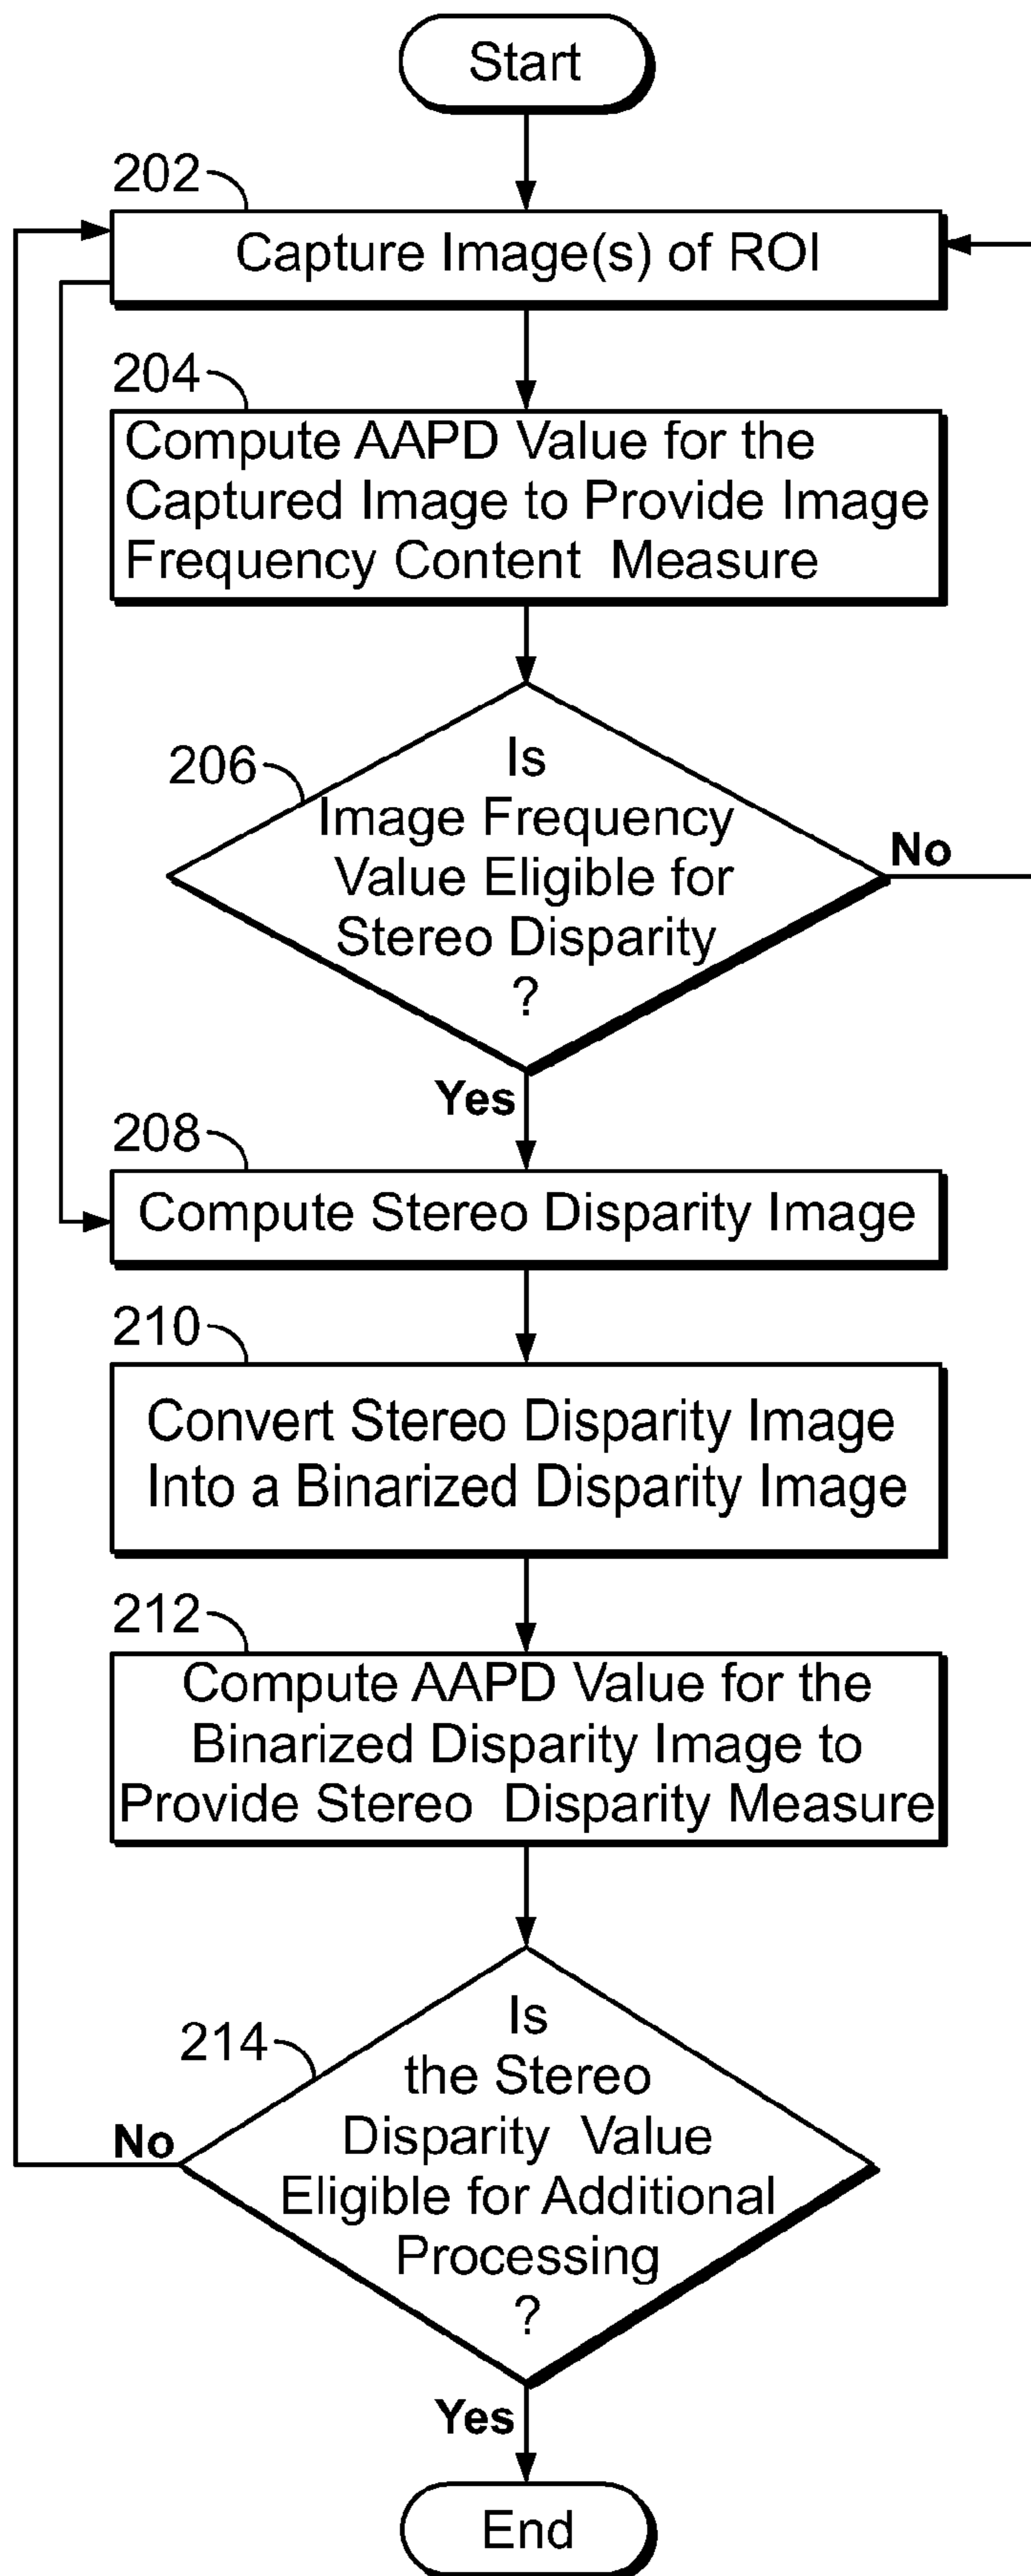 Start
202
Capture Image(s) of ROI
204
Compute AAPD Value for the
Captured Image to Provide Image
Frequency Content Measure
206
Is
Image Frequency
Value Eligible for
Stereo Disparity
?
No
Yes
208
Compute Stereo Disparity Image
210
Convert Stereo Disparity Image
Into a Binarized Disparity Image
212
Compute AAPD Value for the
Binarized Disparity Image to
Provide Stereo Disparity Measure
214
Is
the Stereo
Disparity Value
Eligible for Additional
Processing
?
No
Yes
End